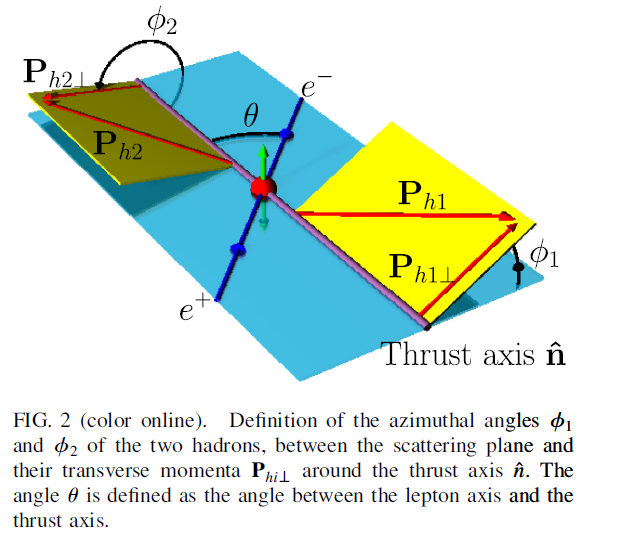 ϕ₂
P_{h2⊥}
e⁻
θ
P_{h2}
P_{h1}
P_{h1⊥}
ϕ₁
e⁺
Thrust axis n̂
FIG. 2 (color online). Definition of the azimuthal angles ϕ₁
and ϕ₂ of the two hadrons, between the scattering plane and
their transverse momenta P_{hi⊥} around the thrust axis n̂. The
angle θ is defined as the angle between the lepton axis and the
thrust axis.